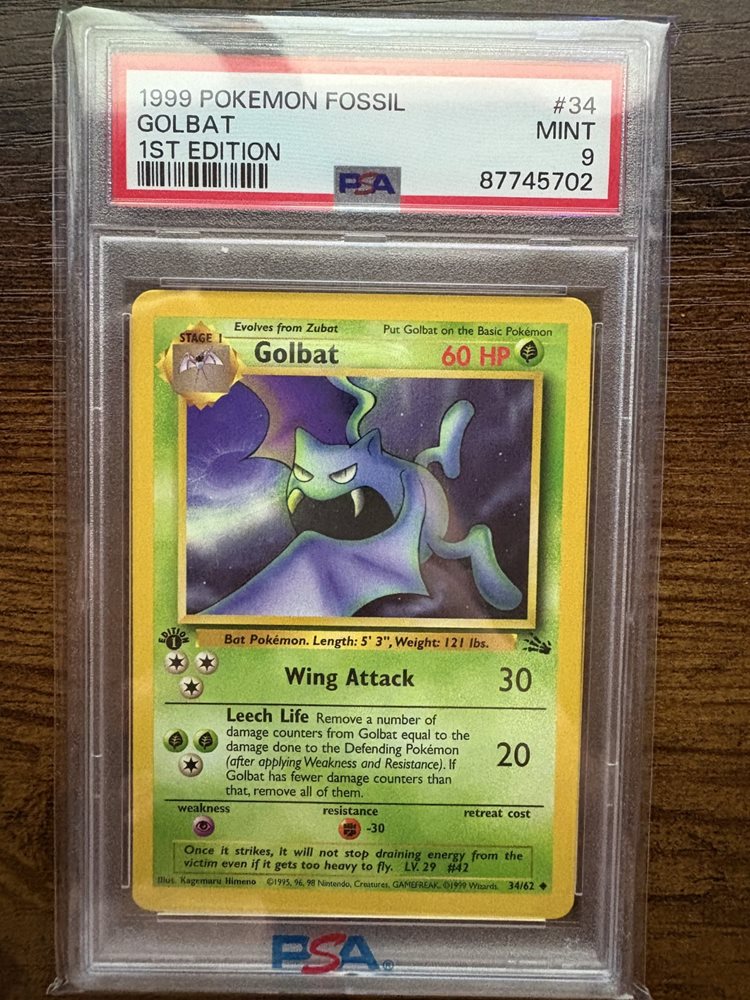 1999 POKEMON FOSSIL #34
GOLBAT MINT
1ST EDITION 9
PSA 87745702
Evolves from Zubat Put Golbat on the Basic Pokémon
STAGE 1
Golbat 60 HP
EDITION 1
Bat Pokémon. Length: 5' 3", Weight: 121 lbs.
Wing Attack 30
Leech Life Remove a number of
damage counters from Golbat equal to the
damage done to the Defending Pokémon
(after applying Weakness and Resistance). If
Golbat has fewer damage counters than
that, remove all of them.
20
weakness resistance retreat cost
-30
Once it strikes, it will not stop draining energy from the
victim even if it gets too heavy to fly. LV. 29 #42
Illus. Kagemaru Himeno ©1995, 96, 98 Nintendo, Creatures, GAMEFREAK. ©1999 Wizards. 34/62
PSA®